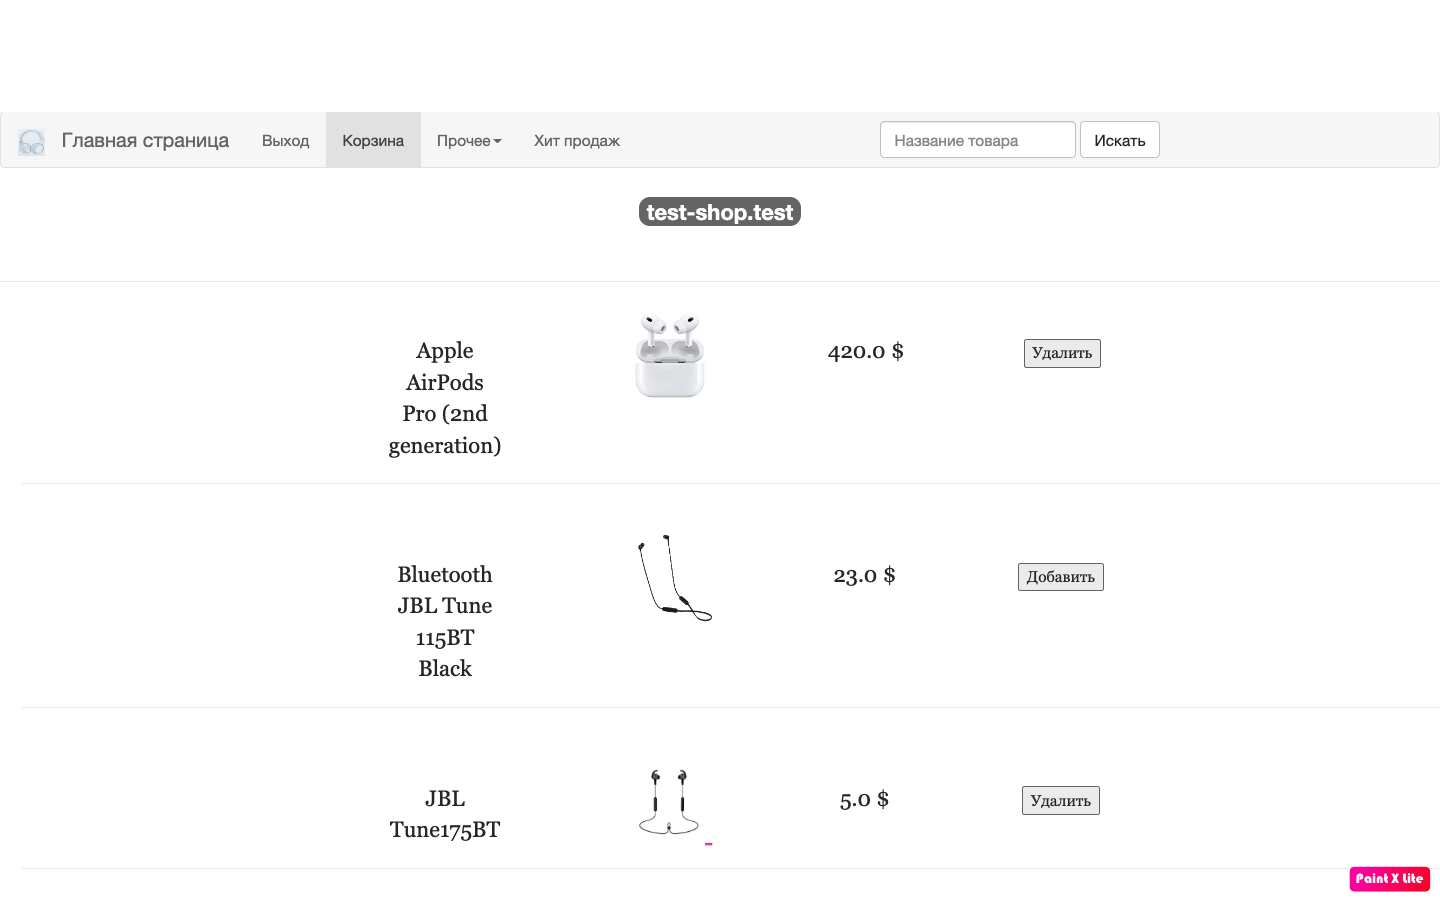 Главная страница Выход Корзина Прочее Хит продаж Название товара Искать
test-shop.test
Apple
AirPods
Pro (2nd
generation)
420.0 $
Удалить
Bluetooth
JBL Tune
115BT
Black
23.0 $
Добавить
JBL
Tune175BT
5.0 $
Удалить
Paint X Lite